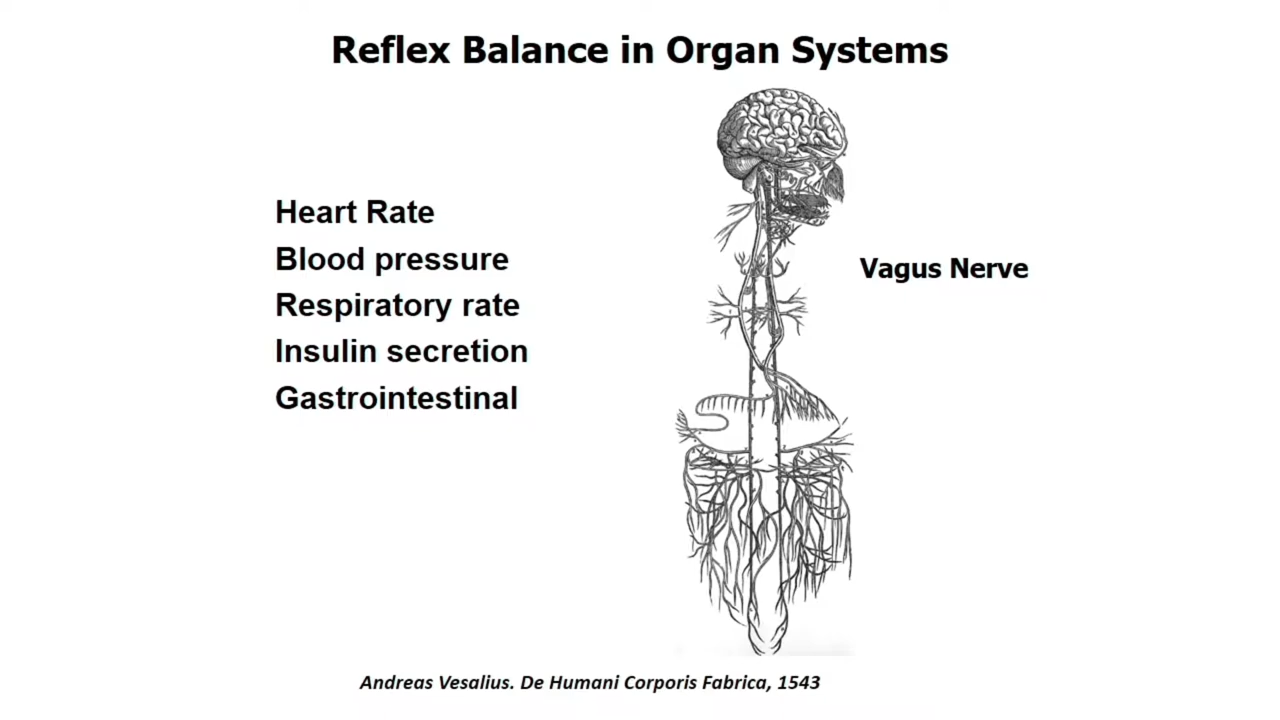 Reflex Balance in Organ Systems
Heart Rate
Blood pressure
Respiratory rate
Insulin secretion
Gastrointestinal
Vagus Nerve
Andreas Vesalius. De Humani Corporis Fabrica, 1543